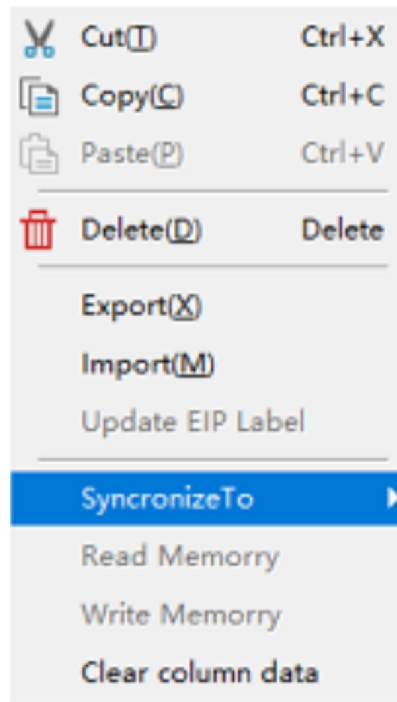 Cut(T) Ctrl+X
Copy(C) Ctrl+C
Paste(P) Ctrl+V
Delete(D) Delete
Export(X)
Import(M)
Update EIP Label
SyncronizeTo
Read Memorry
Write Memorry
Clear column data